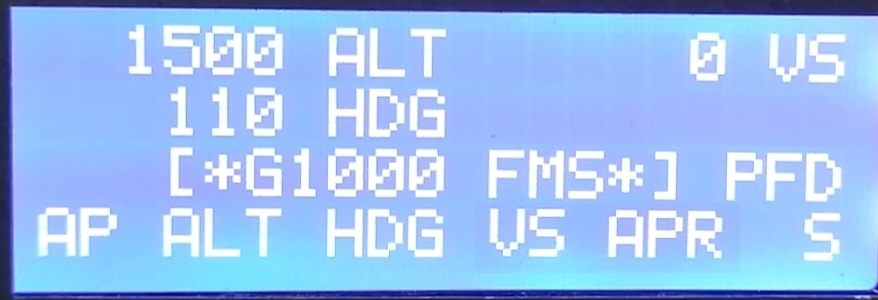 1500 ALT 0 VS
110 HDG
[*G1000 FMS*] PFD
AP ALT HDG VS APR S